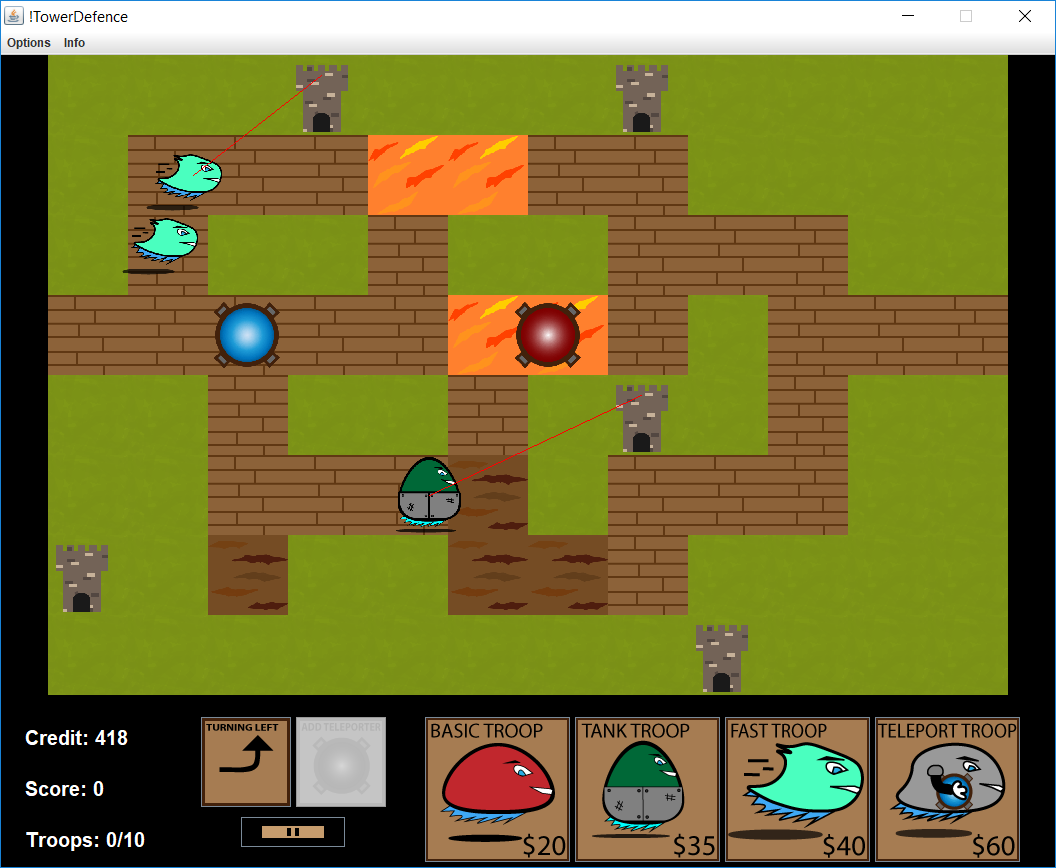 !TowerDefence
Options Info
Credit: 418
Score: 0
Troops: 0/10
TURNING LEFT
ADD TELEPORTER
BASIC TROOP
$20
TANK TROOP
$35
FAST TROOP
$40
TELEPORT TROOP
$60